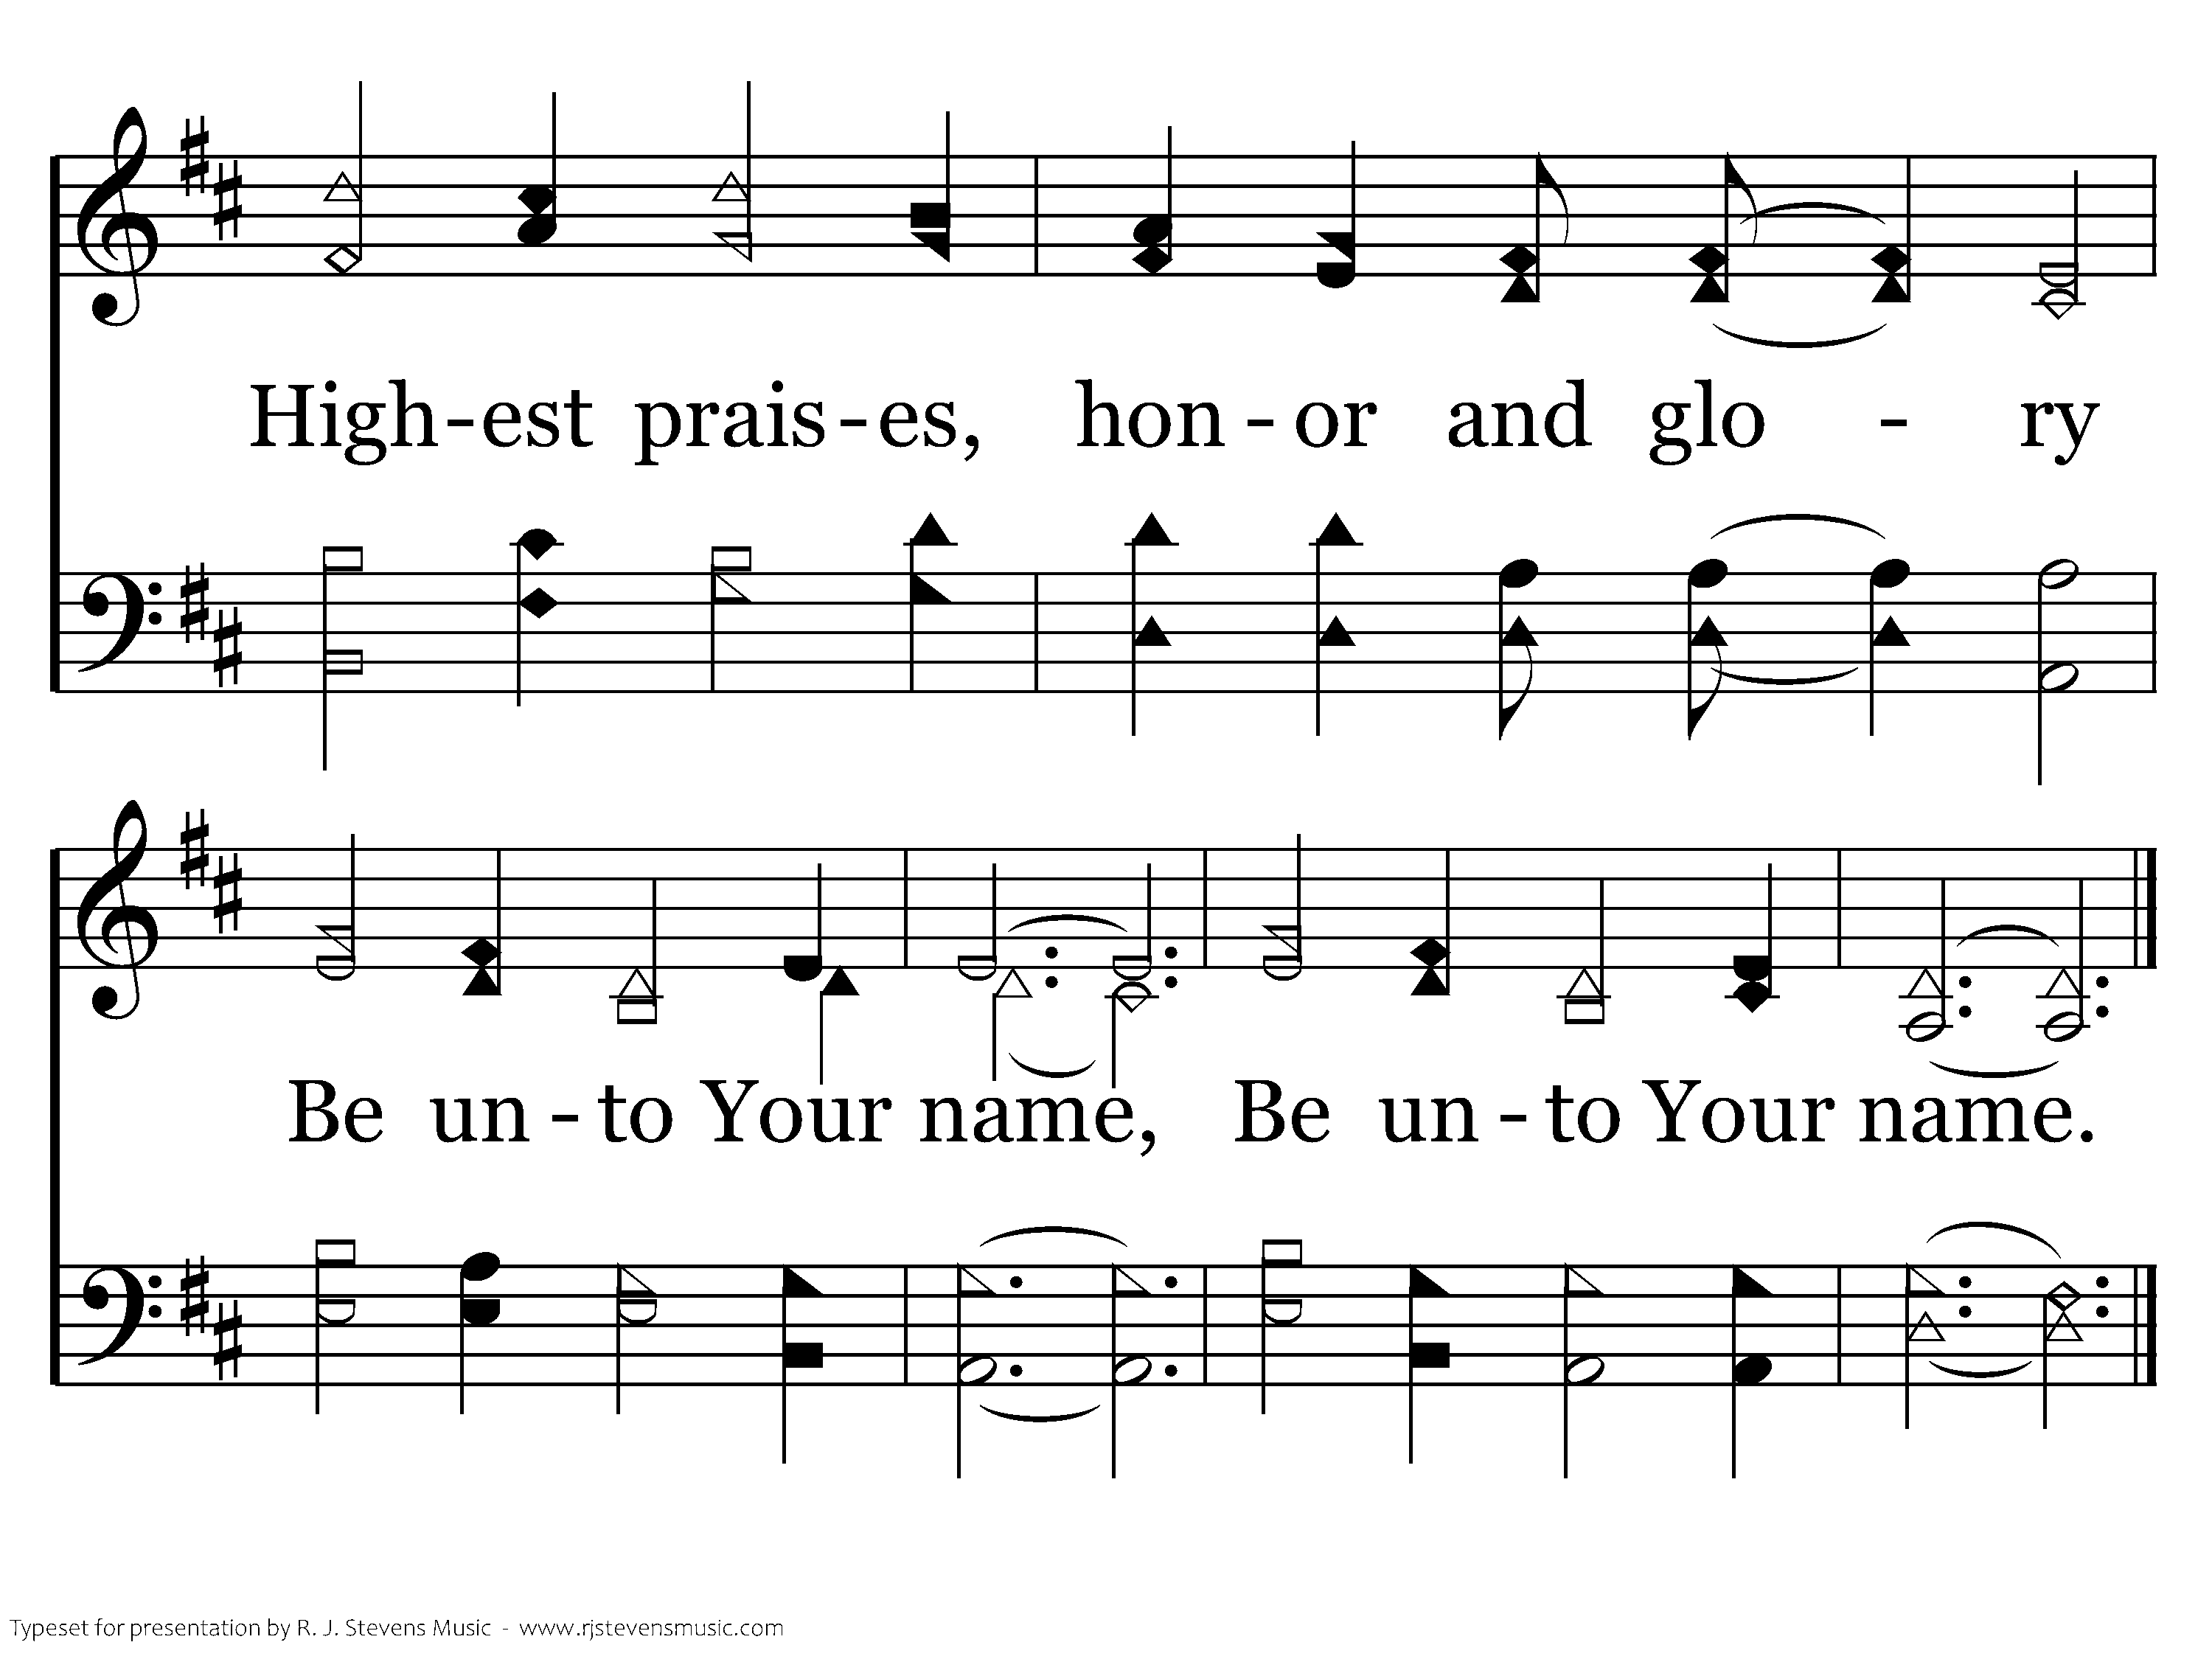 High-est prais-es, hon-or and glo - ry
Be un-to Your name, Be un-to Your name.
Typeset for presentation by R. J. Stevens Music - www.rjstevensmusic.com